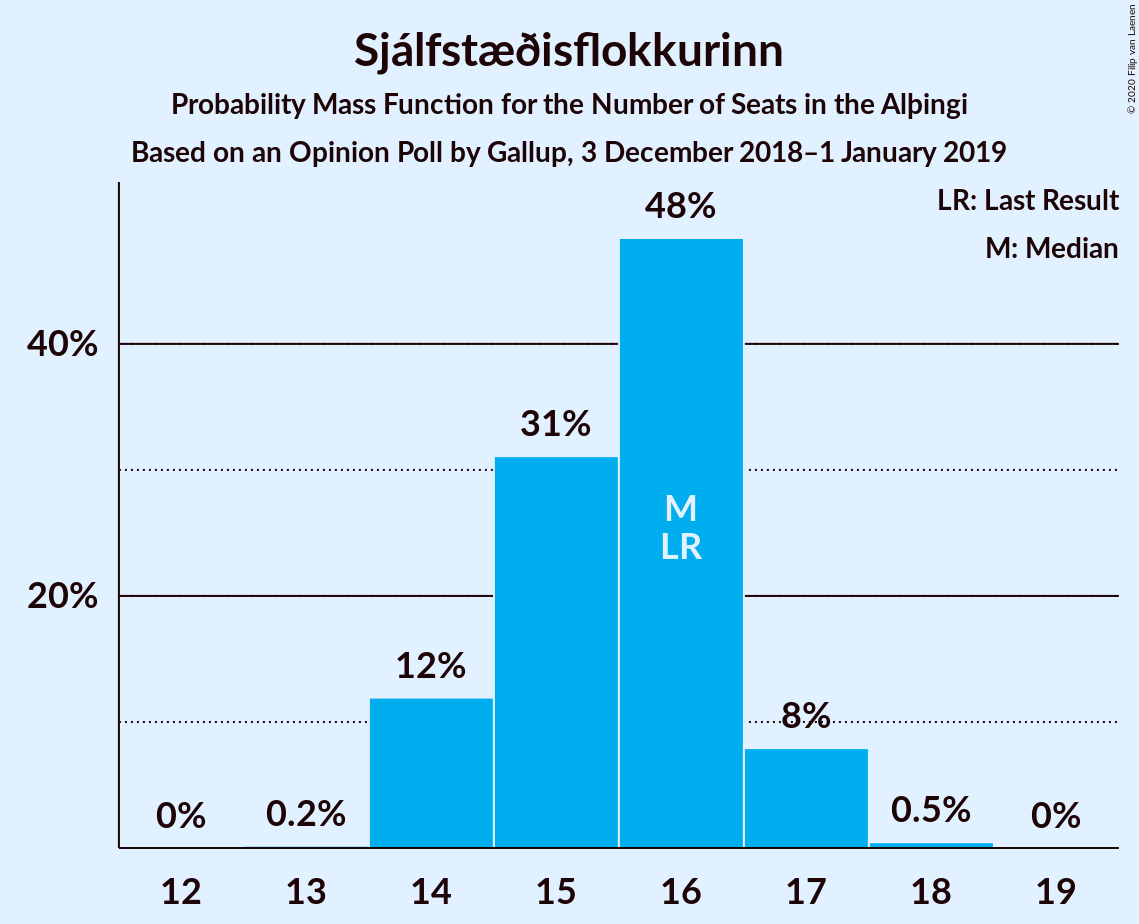 Sjálfstæðisflokkurinn
Probability Mass Function for the Number of Seats in the Alþingi
Based on an Opinion Poll by Gallup, 3 December 2018–1 January 2019
© 2020 Filip van Laenen
LR: Last Result
M: Median
40%
20%
0%
0.2%
12%
31%
48%
8%
0.5%
0%
M
LR
12 13 14 15 16 17 18 19